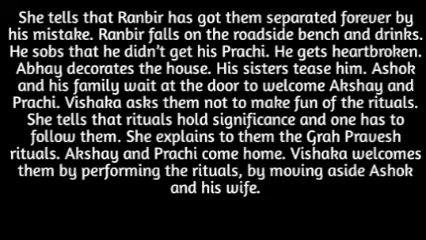 She tells that Ranbir has got them separated forever by
his mistake. Ranbir falls on the roadside bench and drinks.
He sobs that he didn't get his Prachi. He gets heartbroken.
Abhay decorates the house. His sisters tease him. Ashok
and his family wait at the door to welcome Akshay and
Prachi. Vishaka asks them not to make fun of the rituals.
She tells that rituals hold significance and one has to
follow them. She explains to them the Grah Pravesh
rituals. Akshay and Prachi come home. Vishaka welcomes
them by performing the rituals, by moving aside Ashok
and his wife.